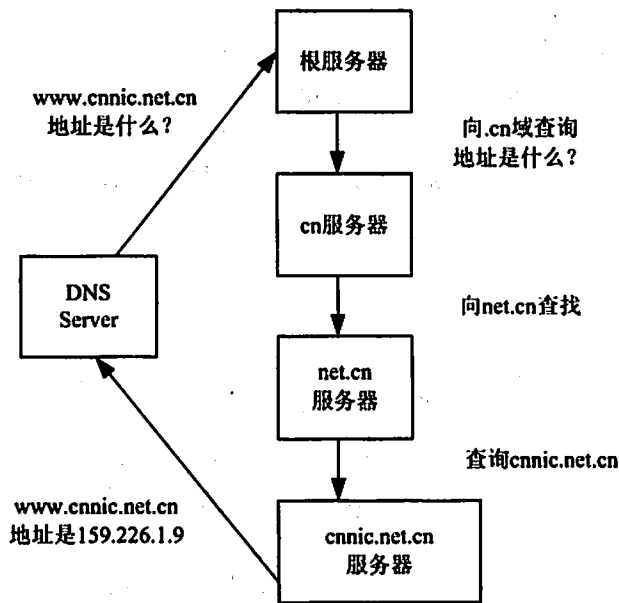 根服务器
www.cnnic.net.cn
地址是什么？
向.cn域查询
地址是什么？
cn服务器
DNS
Server
向net.cn查找
net.cn
服务器
查询cnnic.net.cn
www.cnnic.net.cn
地址是159.226.1.9
cnnic.net.cn
服务器